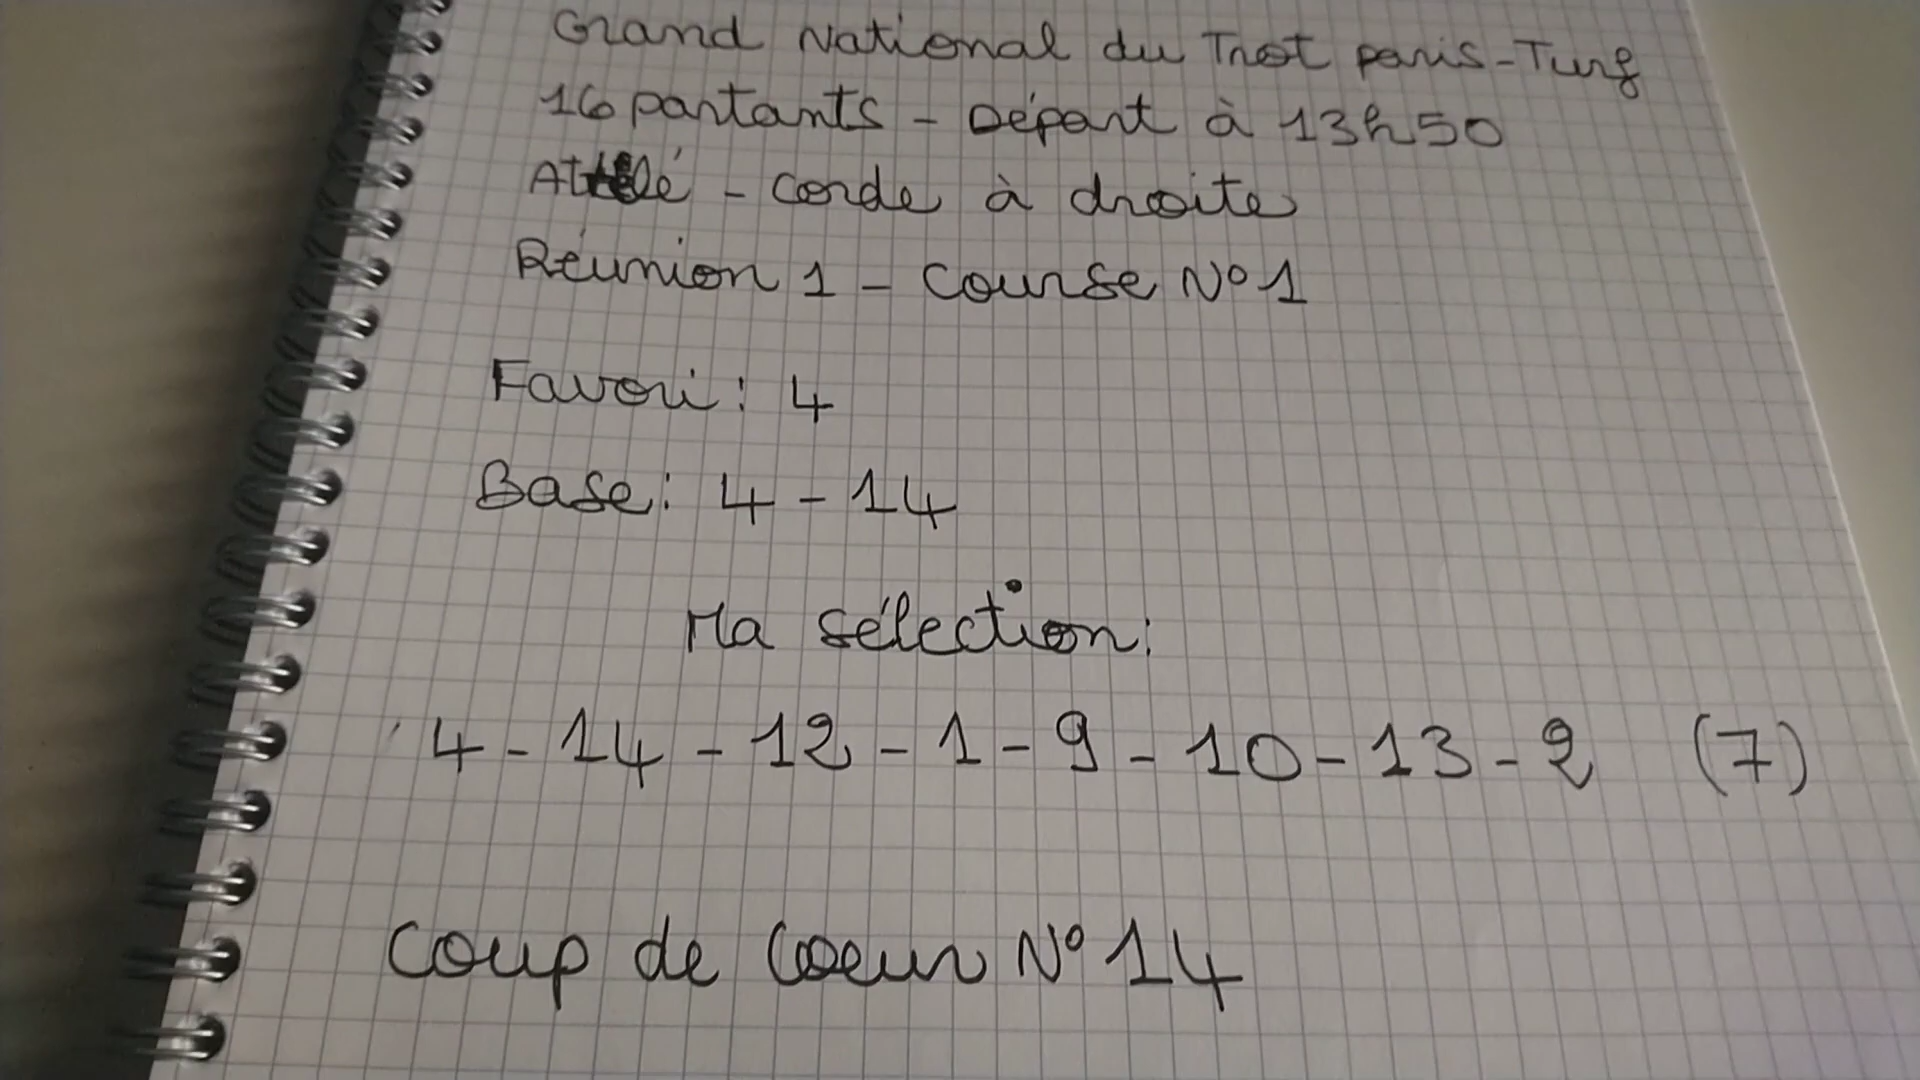 Grand National du Trot paris-Turf
16 partants - Départ à 13h50
Attelé - Corde à droite
Réunion 1 - Course N°1
Favori : 4
Base : 4 - 14
Ma sélection :
4 - 14 - 12 - 1 - 9 - 10 - 13 - 2 (7)
Coup de Coeur N°14